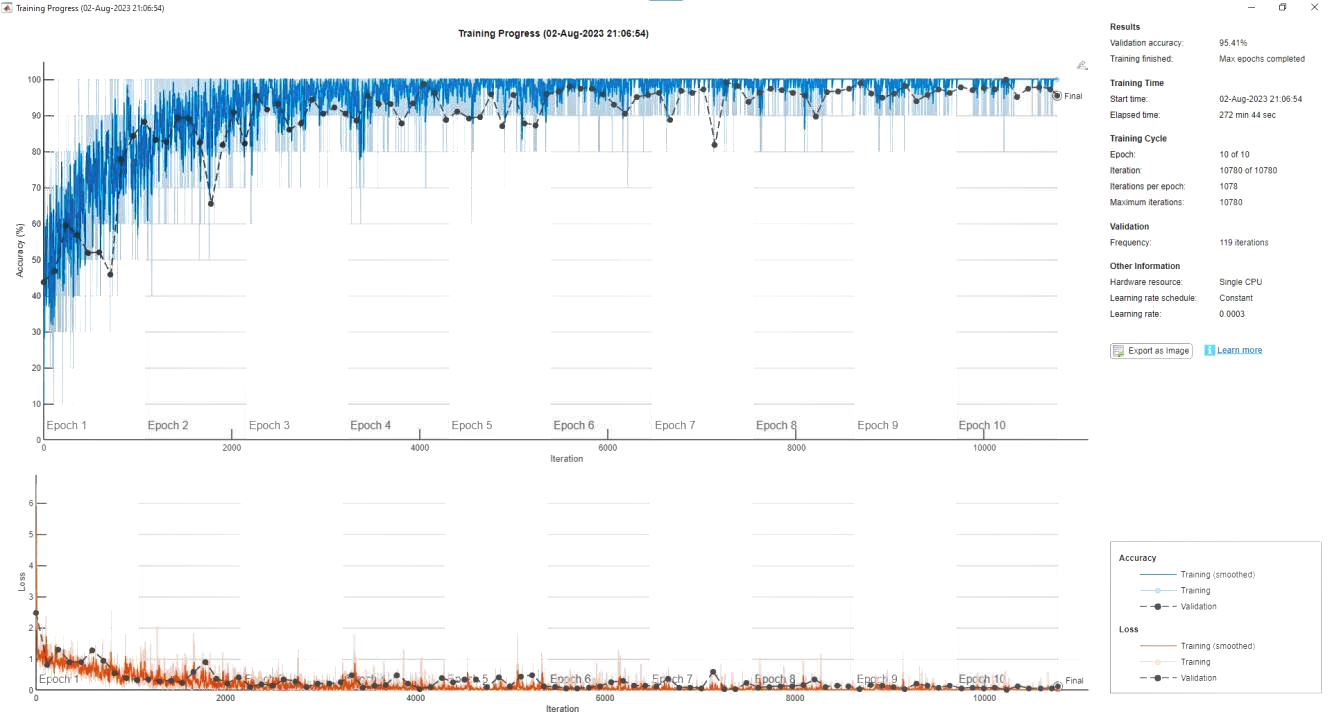 Training Progress (02-Aug-2023 21:06:54)
Training Progress (02-Aug-2023 21:06:54)
100
90
80
70
60
50
40
30
20
10
0
Accuracy (%)
Final
Epoch 1
Epoch 2
Epoch 3
Epoch 4
Epoch 5
Epoch 6
Epoch 7
Epoch 8
Epoch 9
Epoch 10
0
2000
4000
6000
8000
10000
Iteration
6
5
4
3
2
1
0
Loss
Final
Epoch 1
Epoch 6
Epoch 7
Epoch 8
Epoch 9
Epoch 10
0
2000
4000
6000
8000
10000
Iteration
Results
Validation accuracy: 95.41%
Training finished: Max epochs completed
Training Time
Start time: 02-Aug-2023 21:06:54
Elapsed time: 272 min 44 sec
Training Cycle
Epoch: 10 of 10
Iteration: 10780 of 10780
Iterations per epoch: 1078
Maximum iterations: 10780
Validation
Frequency: 119 iterations
Other Information
Hardware resource: Single CPU
Learning rate schedule: Constant
Learning rate: 0.0003
Export as Image
i Learn more
Accuracy
Training (smoothed)
Training
Validation
Loss
Training (smoothed)
Training
Validation